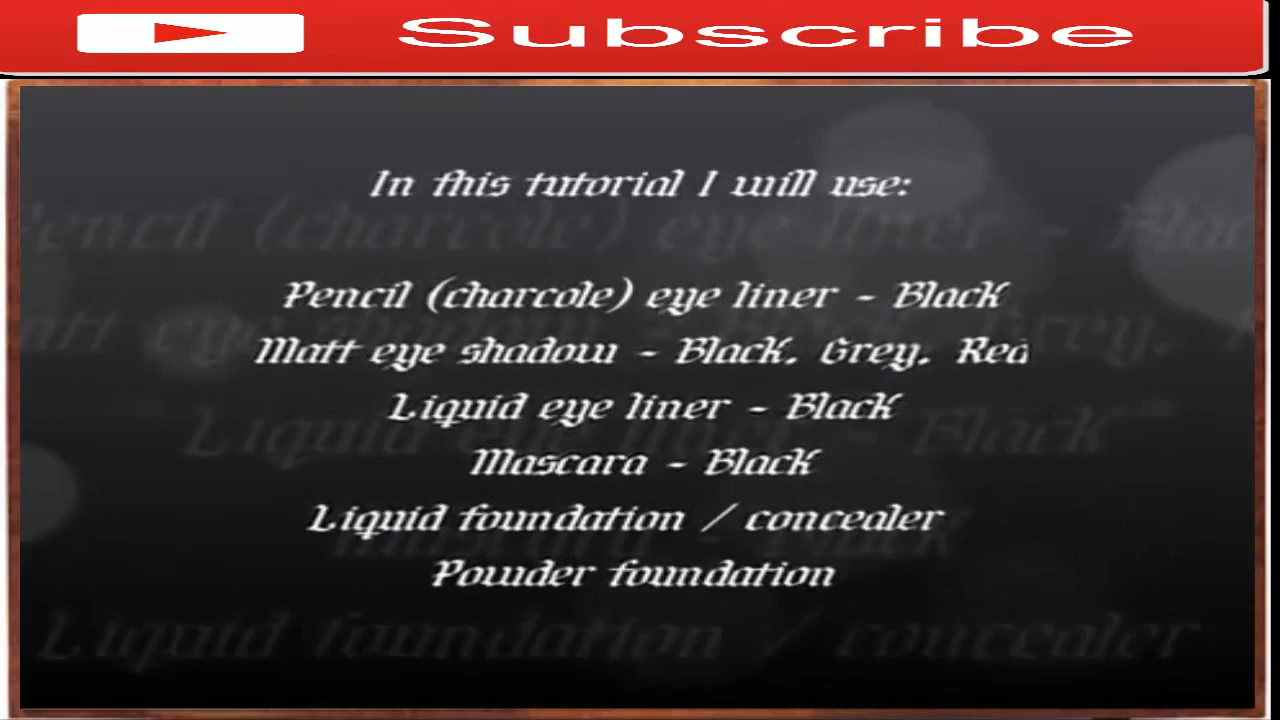 Subscribe
In this tutorial I will use:
Pencil (charcole) eye liner - Black
Matt eye shadow - Black, Grey, Red
Liquid eye liner - Black
Mascara - Black
Liquid foundation / concealer
Powder foundation